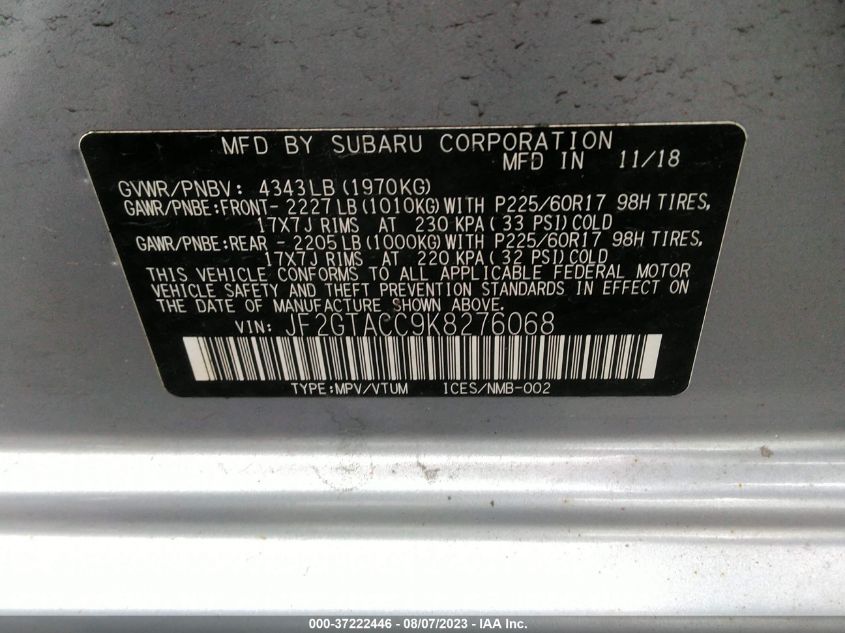 MFD BY SUBARU CORPORATION
MFD IN 11/18
GVWR/PNBV: 4343LB (1970KG)
GAWR/PNBE:FRONT- 2227LB (1010KG)WITH P225/60R17 98H TIRES,
17X7J RIMS AT 230 KPA( 33 PSI)COLD
GAWR/PNBE:REAR - 2205LB (1000KG)WITH P225/60R17 98H TIRES,
17X7J RIMS AT 220 KPA( 32 PSI)COLD
THIS VEHICLE CONFORMS TO ALL APPLICABLE FEDERAL MOTOR
VEHICLE SAFETY AND THEFT PREVENTION STANDARDS IN EFFECT ON
THE DATE OF MANUFACTURE SHOWN ABOVE.
VIN: JF2GTACC9K8276068
TYPE:MPV/VTUM ICES/NMB-002
000-37222446 - 08/07/2023 - IAA Inc.